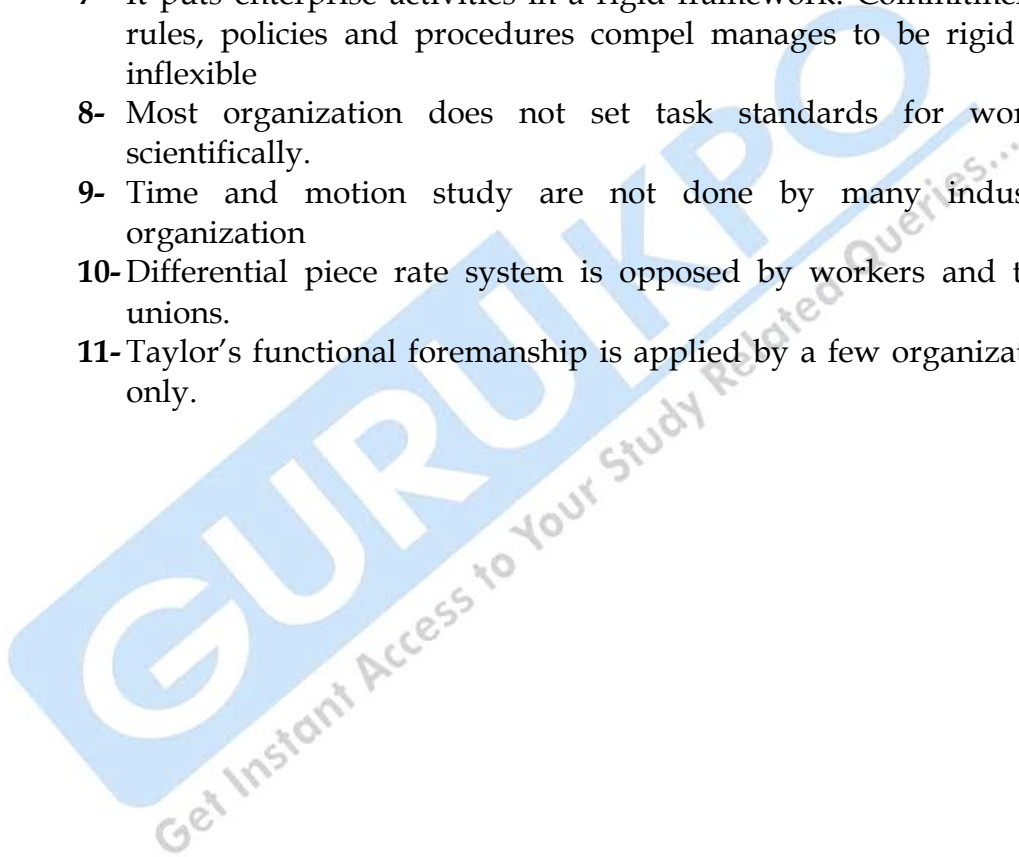 It puts enterprise activities in a rigid framework.
rules, policies and procedures compel manages to be rigid
inflexible
8- Most organization does not set task standards for
scientifically.
9- Time and motion study are not done by many
organization
10- Differential piece rate system is opposed by workers and
unions.
11- Taylor's functional foremanship is applied by a few
only.
GURUKPO
Get Instant Access to Your Study Related Queries...